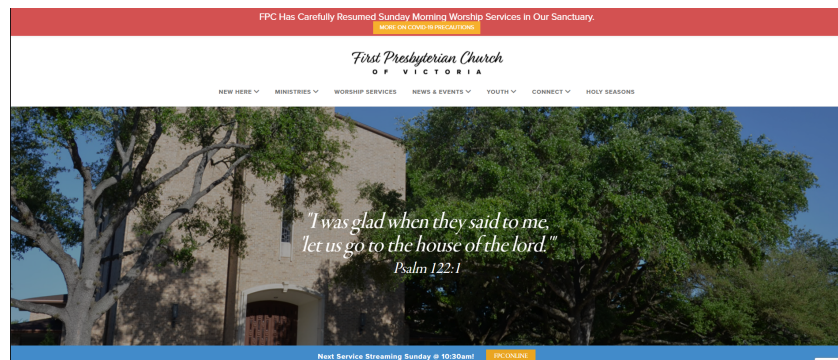 FPC Has Carefully Resumed Sunday Morning Worship Services in Our Sanctuary.
MORE ON COVID-19 PRECAUTIONS
First Presbyterian Church
OF VICTORIA
NEW HERE MINISTRIES WORSHIP SERVICES NEWS & EVENTS YOUTH CONNECT HOLY SEASONS
"I was glad when they said to me,
'let us go to the house of the lord.'"
Psalm 122:1
Next Service Streaming Sunday @ 10:30am! FPC ONLINE